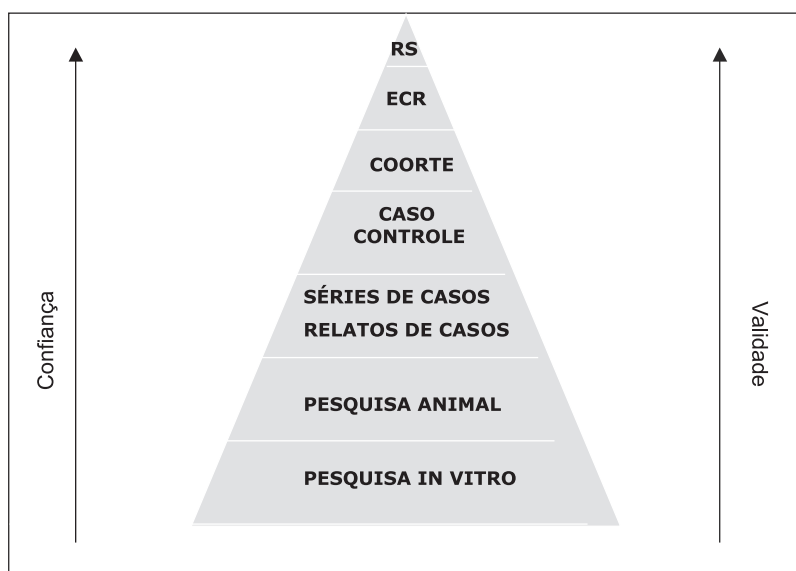 RS
ECR
COORTE
CASO
CONTROLE
SÉRIES DE CASOS
RELATOS DE CASOS
PESQUISA ANIMAL
PESQUISA IN VITRO
Confiança
Validade